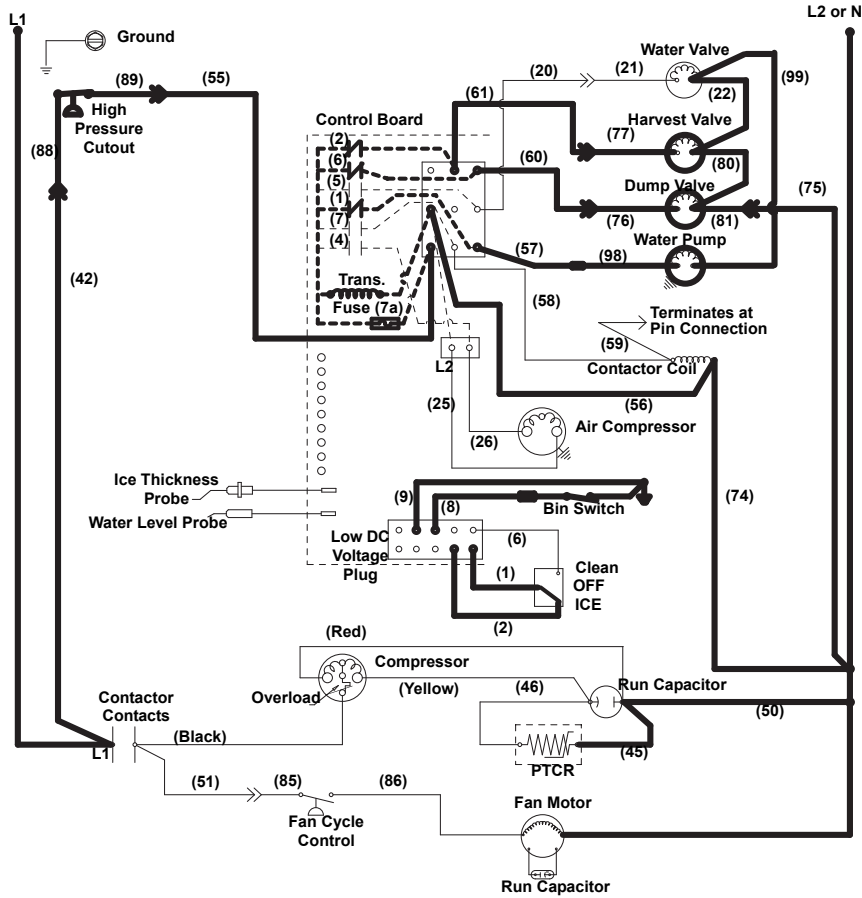 L1
L2 or N
Ground
Water Valve
(20)
(21)
(22)
(99)
(89)
(55)
(61)
High
Pressure
Cutout
Control Board
Harvest Valve
(77)
(80)
(88)
(2)
(6)
(5)
(1)
(7)
(4)
(60)
Dump Valve
(75)
(76)
(81)
Water Pump
(57)
(98)
(42)
Trans.
Fuse (7a)
(58)
Terminates at
Pin Connection
(59)
Contactor Coil
L2
(25)
(56)
(26)
Air Compressor
Ice Thickness
Probe
Water Level Probe
(9)
(8)
Bin Switch
(74)
Low DC
Voltage
Plug
(6)
(1)
(2)
Clean
OFF
ICE
(Red)
Compressor
(Yellow)
Overload
(46)
Run Capacitor
(50)
Contactor
Contacts
L1
(Black)
(45)
PTCR
(51)
(85)
(86)
Fan Cycle
Control
Fan Motor
Run Capacitor